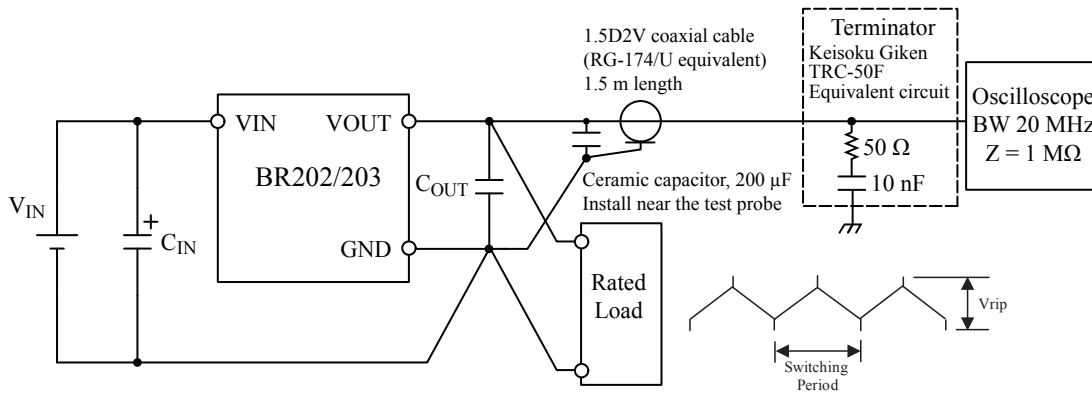 1.5D2V coaxial cable
(RG-174/U equivalent)
1.5 m length
Terminator
Keisoku Giken
TRC-50F
Equivalent circuit
Oscilloscope
BW 20 MHz
Z = 1 MΩ
VIN
VOUT
BR202/203
GND
COUT
50 Ω
10 nF
Ceramic capacitor, 200 µF
Install near the test probe
VIN
+
CIN
Rated
Load
Vrip
Switching
Period